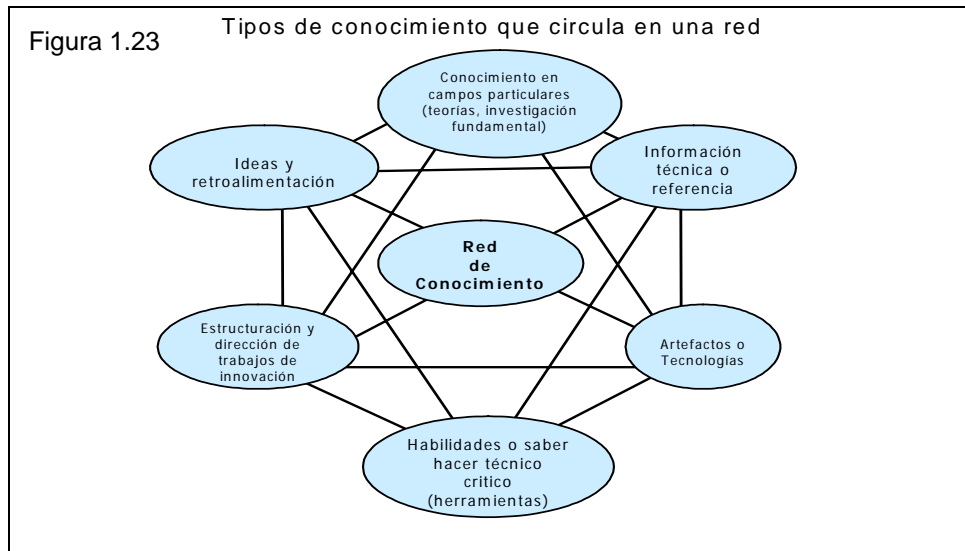 Tipos de conocimiento que circula en una red
Figura 1.23
Conocimiento en
campos particulares
(teorías, investigación
fundamental)
Ideas y
retroalimentación
Información
técnica o
referencia
Red
de
Conocimiento
Estructuración y
dirección de
trabajos de
innovación
Artefactos o
Tecnologías
Habilidades o saber
hacer técnico
critico
(herramientas)